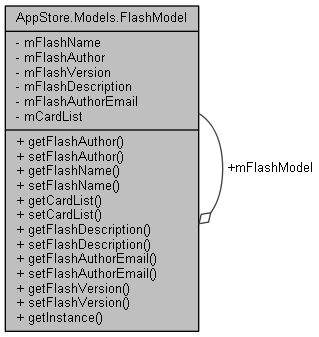 AppStore.Models.FlashModel
- mFlashName
- mFlashAuthor
- mFlashVersion
- mFlashDescription
- mFlashAuthorEmail
- mCardList
+ getFlashAuthor()
+ setFlashAuthor()
+ getFlashName()
+ setFlashName()
+ getCardList()
+ setCardList()
+ getFlashDescription()
+ setFlashDescription()
+ getFlashAuthorEmail()
+ setFlashAuthorEmail()
+ getFlashVersion()
+ setFlashVersion()
+ getInstance()
+mFlashModel